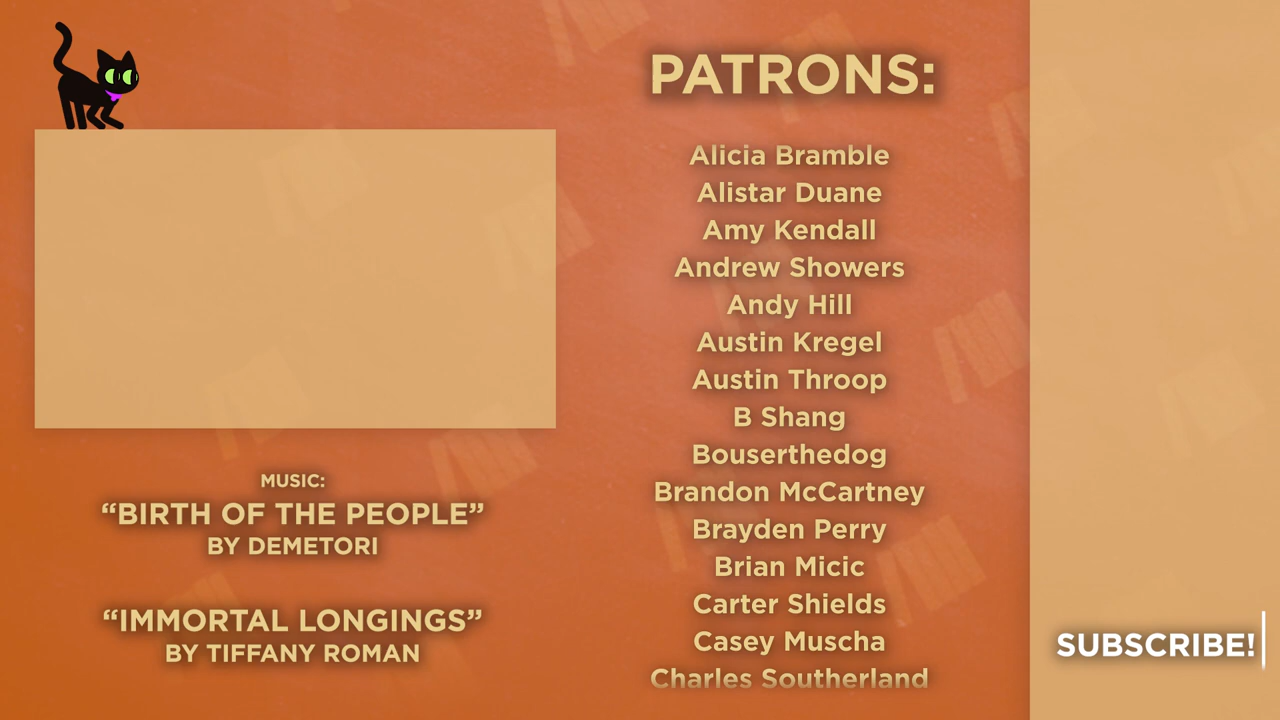 PATRONS:
Alicia Bramble
Alistar Duane
Amy Kendall
Andrew Showers
Andy Hill
Austin Kregel
Austin Throop
B Shang
Bouserthedog
Brandon McCartney
Brayden Perry
Brian Micic
Carter Shields
Casey Muscha
Charles Southerland
MUSIC:
“BIRTH OF THE PEOPLE”
BY DEMETORI
“IMMORTAL LONGINGS”
BY TIFFANY ROMAN
SUBSCRIBE!